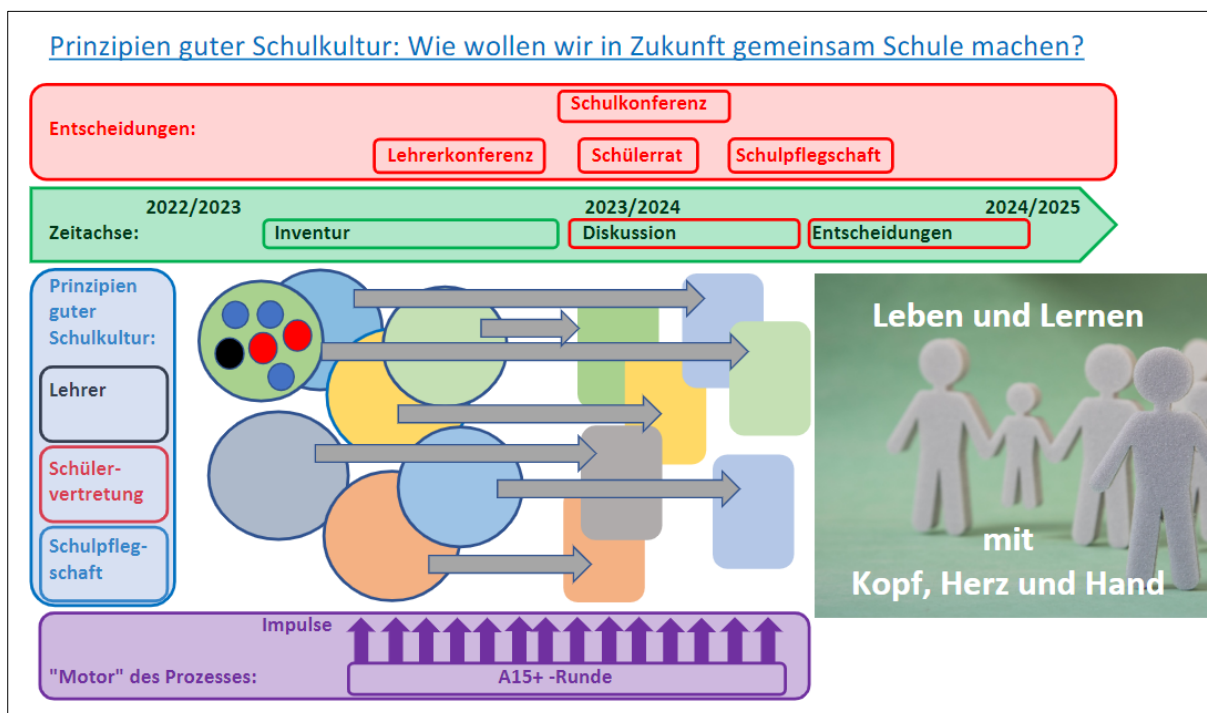 Prinzipien guter Schulkultur: Wie wollen wir in Zukunft gemeinsam Schule machen?
Schulkonferenz
Entscheidungen:
Lehrerkonferenz
Schülerrat
Schulpflegschaft
2022/2023
2023/2024
2024/2025
Zeitachse:
Inventur
Diskussion
Entscheidungen
Prinzipien
guter
Schulkultur:
Lehrer
Schüler-
vertretung
Schulpfleg-
schaft
Leben und Lernen
mit
Kopf, Herz und Hand
Impulse
"Motor" des Prozesses:
A15+ -Runde